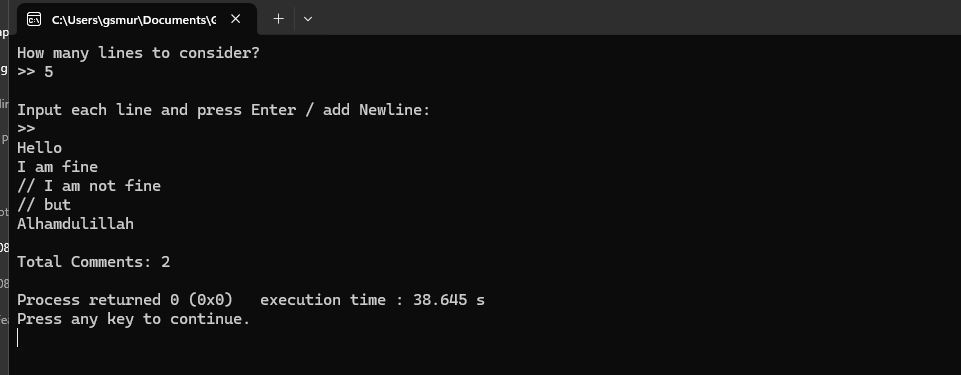 C:\Users\gsmur\Documents\C
How many lines to consider?
>> 5
Input each line and press Enter / add Newline:
>>
Hello
I am fine
// I am not fine
// but
Alhamdulillah
Total Comments: 2
Process returned 0 (0x0)   execution time : 38.645 s
Press any key to continue.